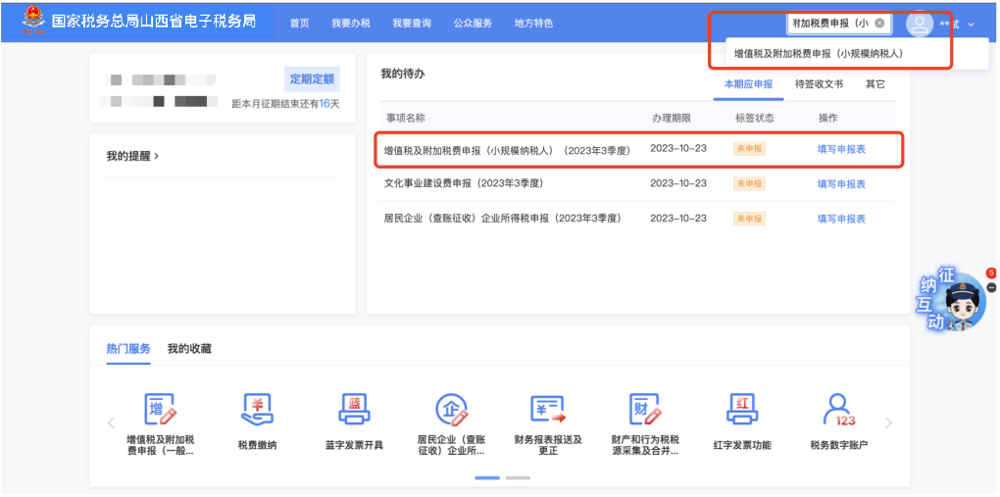 国家税务总局山西省电子税务局
首页
我要办税
我要查询
公众服务
地方特色
附加税费申报（小
**试
增值税及附加税费申报（小规模纳税人）
定期定额
距本月征期结束还有16天
我的提醒
我的待办
本期应申报
待签收文书
其它
事项名称
办理期限
标签状态
操作
增值税及附加税费申报（小规模纳税人）（2023年3季度）
2023-10-23
未申报
填写申报表
文化事业建设费申报（2023年3季度）
2023-10-23
未申报
填写申报表
居民企业（查账征收）企业所得税申报（2023年3季度）
2023-10-23
未申报
填写申报表
征
纳
互
动
5
热门服务
我的收藏
增
增值税及附加税
费申报（一般...
税费缴纳
蓝
蓝字发票开具
企
居民企业（查账
征收）企业所...
财务报表报送及
更正
财
财产和行为税税
源采集及合并...
红
红字发票功能
123
税务数字账户